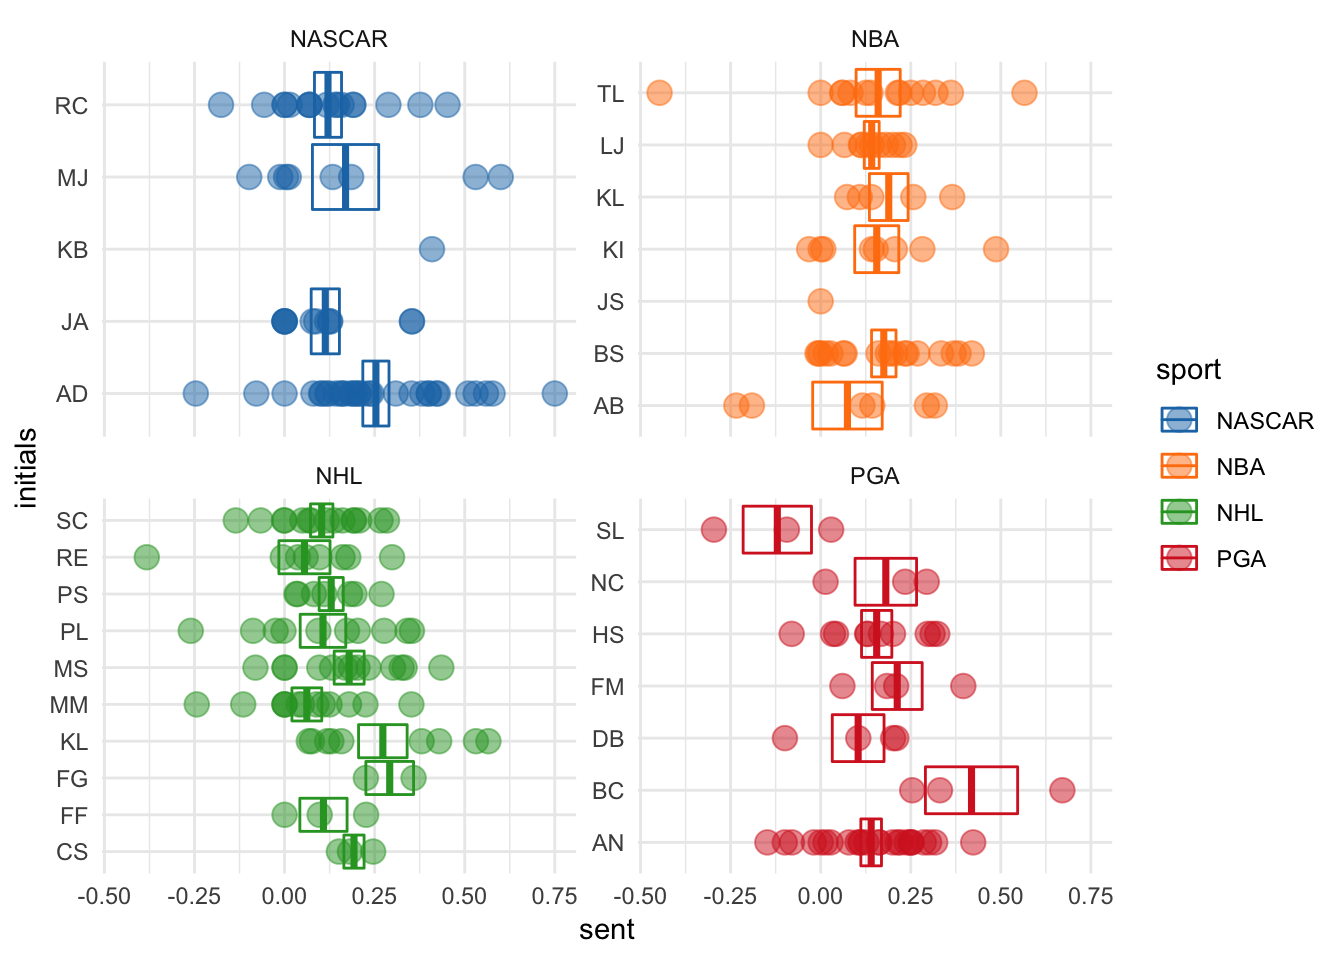 NASCAR
NBA
RC
MJ
KB
JA
AD
TL
LJ
KL
KI
JS
BS
AB
initials
NHL
PGA
SC
RE
PS
PL
MS
MM
KL
FG
FF
CS
SL
NC
HS
FM
DB
BC
AN
-0.50 -0.25 0.00 0.25 0.50 0.75
-0.50 -0.25 0.00 0.25 0.50 0.75
sent
sport
NASCAR
NBA
NHL
PGA